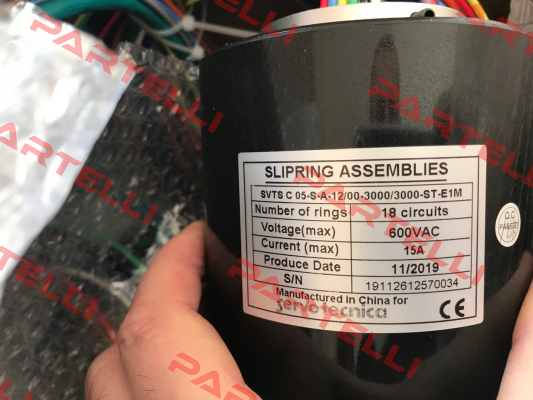 SLIPRING ASSEMBLIES
SVTS C 05-S-A-12/00-3000/3000-ST-E1M
Number of rings 18 circuits
Voltage(max) 600VAC
Current (max) 15A
Produce Date 11/2019
S/N 19112612570034
Manufactured in China for
servotecnica
CE
Q.C
PASSED
PARTELLI
PARTELLI
PARTELLI
PARTELLI
PARTELLI
PARTELLI
PARTELLI